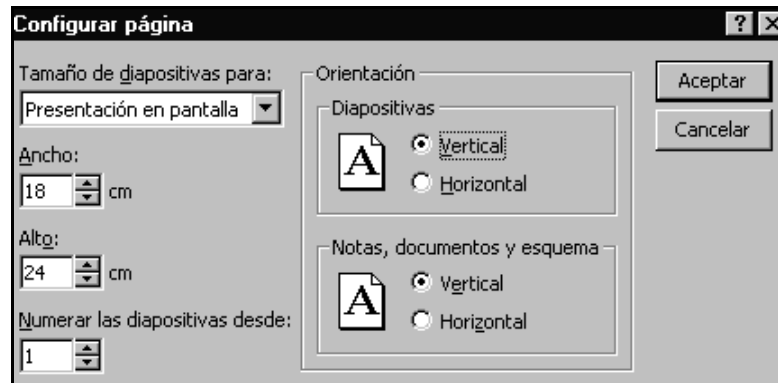 Configurar página
Tamaño de diapositivas para:
Presentación en pantalla
Ancho:
18 cm
Alto:
24 cm
Numerar las diapositivas desde:
1
Orientación
Diapositivas
A
Vertical
Horizontal
Notas, documentos y esquema
A
Vertical
Horizontal
Aceptar
Cancelar